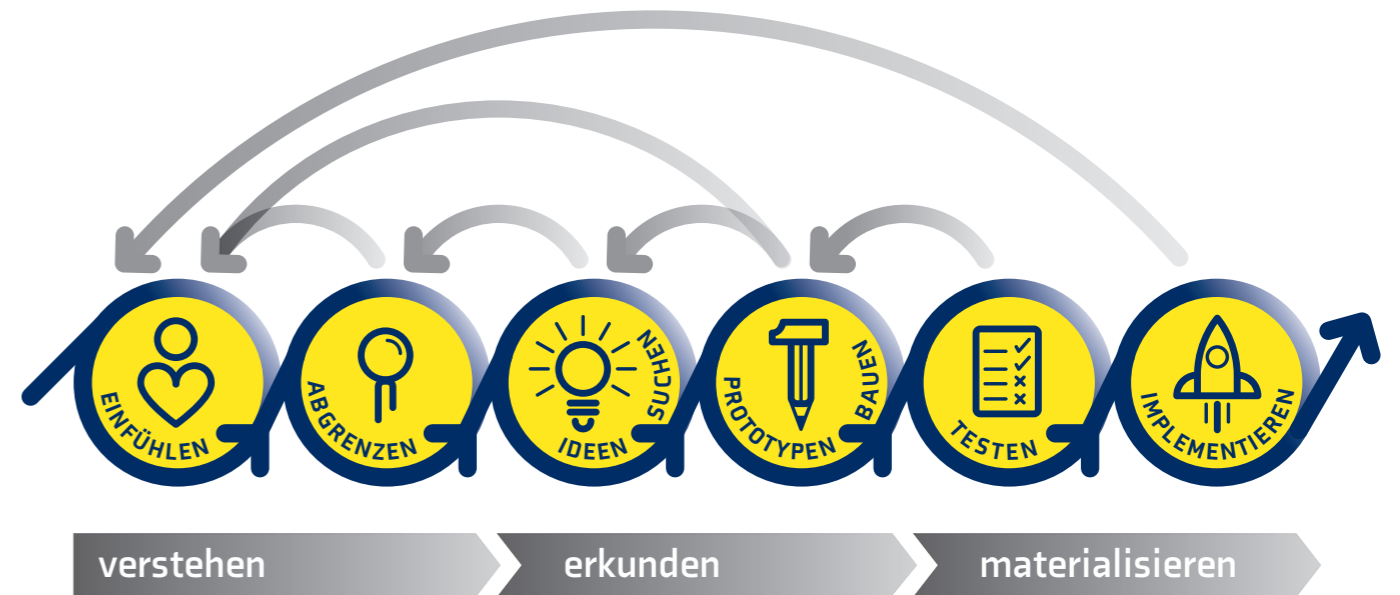 EINFÜHLEN
ABGRENZEN
IDEEN SUCHEN
PROTOTYPEN BAUEN
TESTEN
IMPLEMENTIEREN
verstehen
erkunden
materialisieren